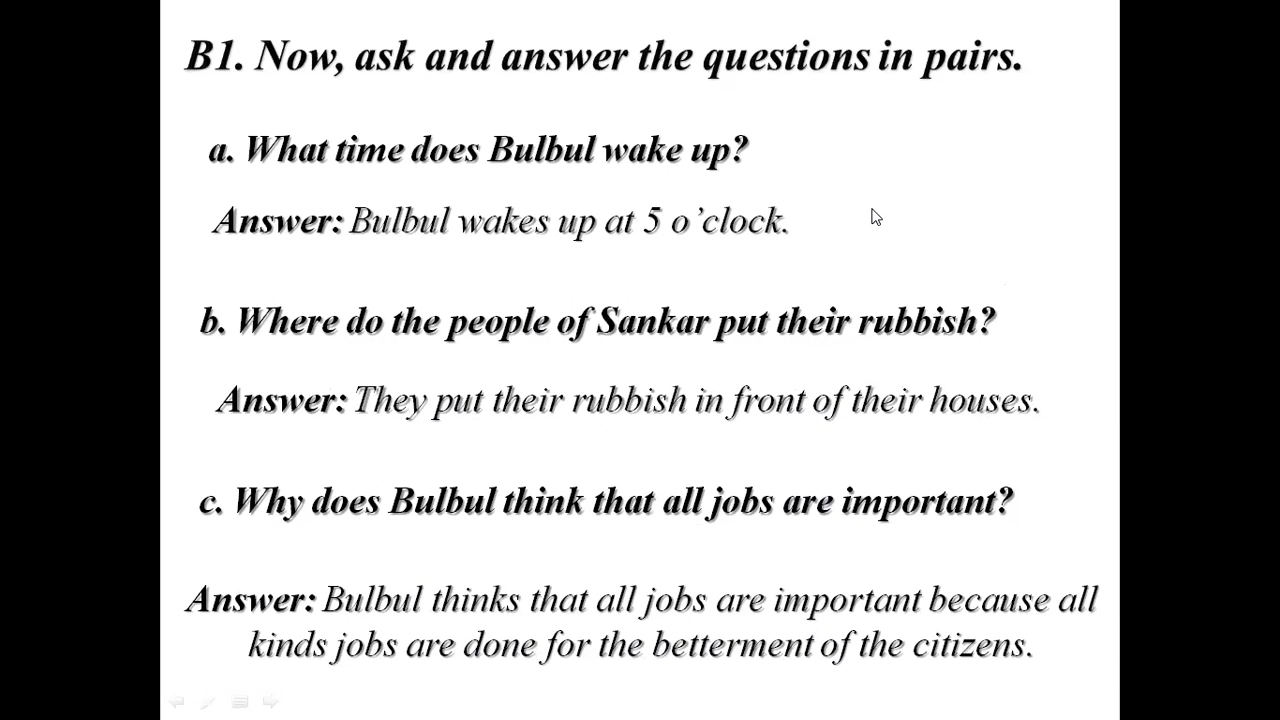 B1. Now, ask and answer the questions in pairs.
a. What time does Bulbul wake up?
Answer: Bulbul wakes up at 5 o’clock.
b. Where do the people of Sankar put their rubbish?
Answer: They put their rubbish in front of their houses.
c. Why does Bulbul think that all jobs are important?
Answer: Bulbul thinks that all jobs are important because all
kinds jobs are done for the betterment of the citizens.